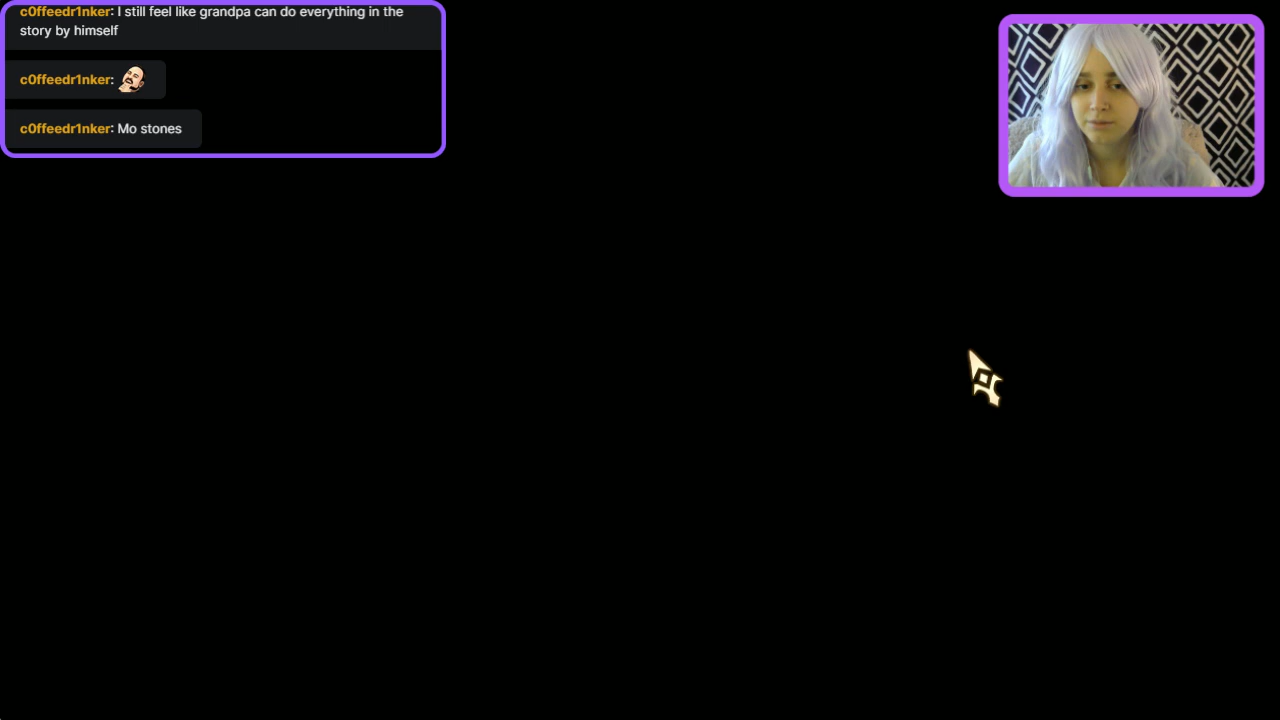 c0ffeedr1nker: I still feel like grandpa can do everything in the
story by himself
c0ffeedr1nker:
c0ffeedr1nker: Mo stones